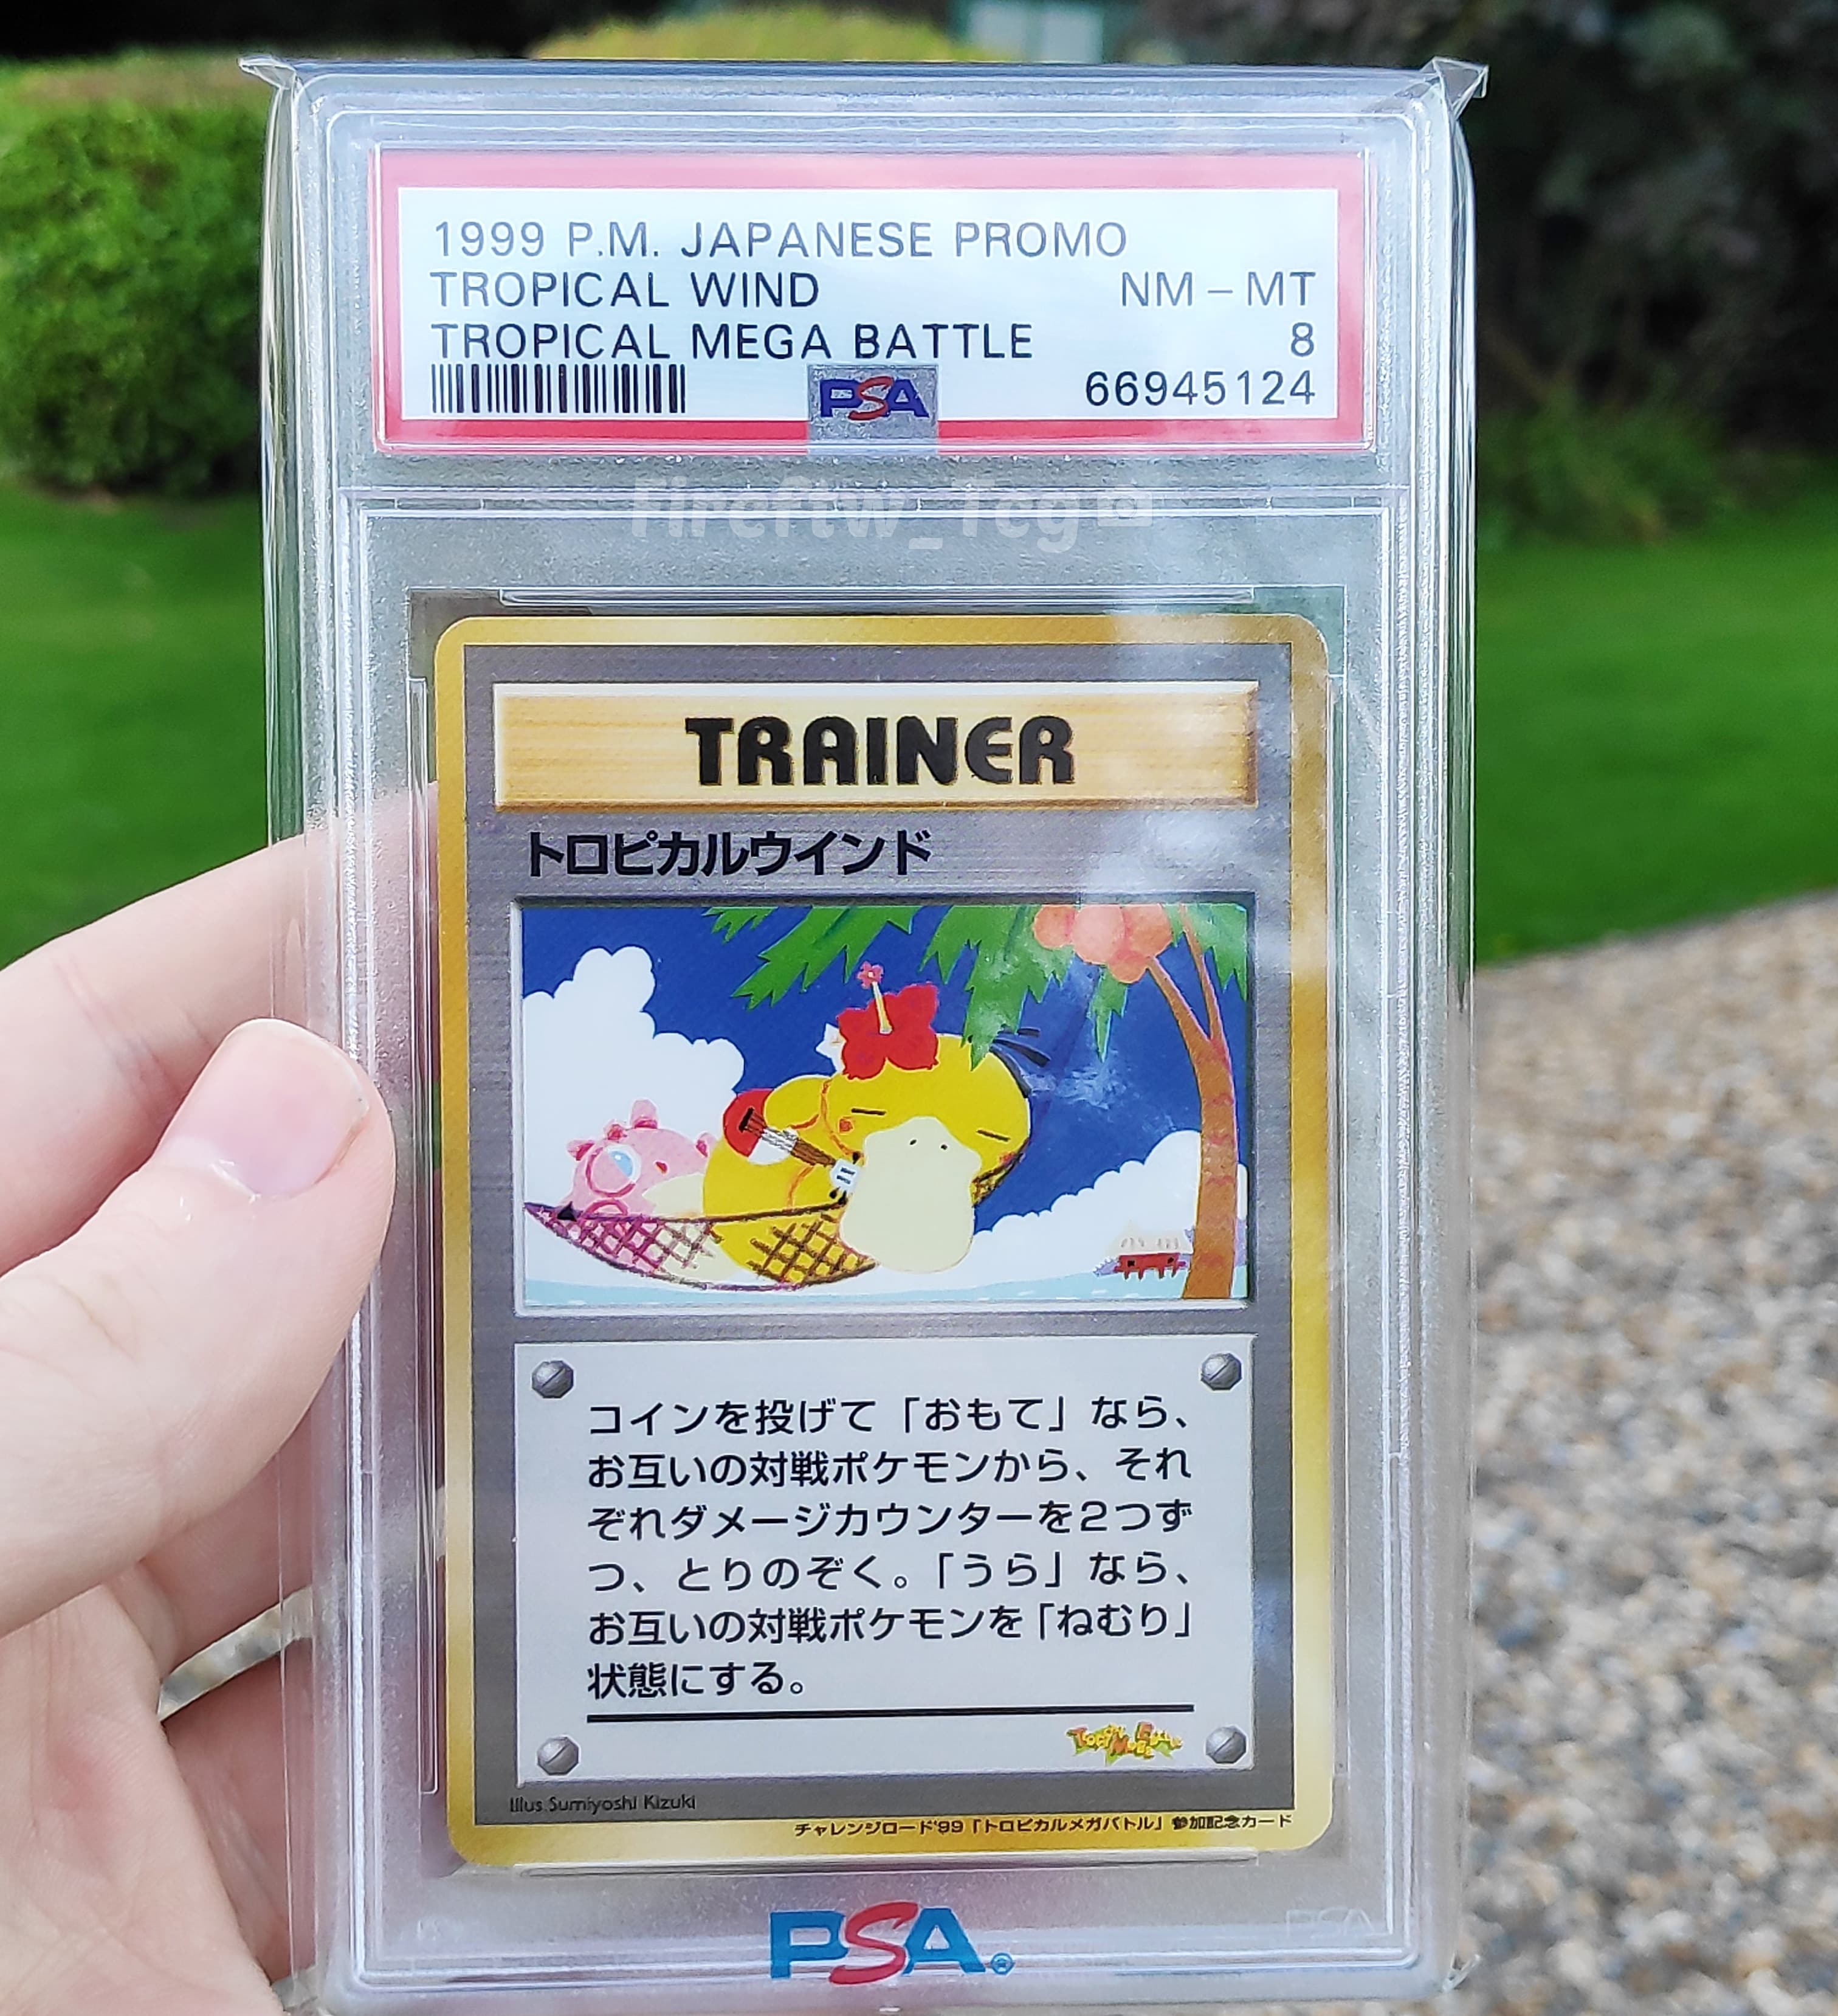 1999 P.M. JAPANESE PROMO
TROPICAL WIND NM - MT
TROPICAL MEGA BATTLE 8
PSA 66945124
Fireftw_Tcg
TRAINER
トロピカルウインド
コインを投げて「おもて」なら、
お互いの対戦ポケモンから、それ
ぞれダメージカウンターを2つず
つ、とりのぞく。「うら」なら、
お互いの対戦ポケモンを「ねむり」
状態にする。
Illus. Sumiyoshi Kizuki
チャレンジロード'99「トロピカルメガバトル」参加記念カード
PSA®
PSA